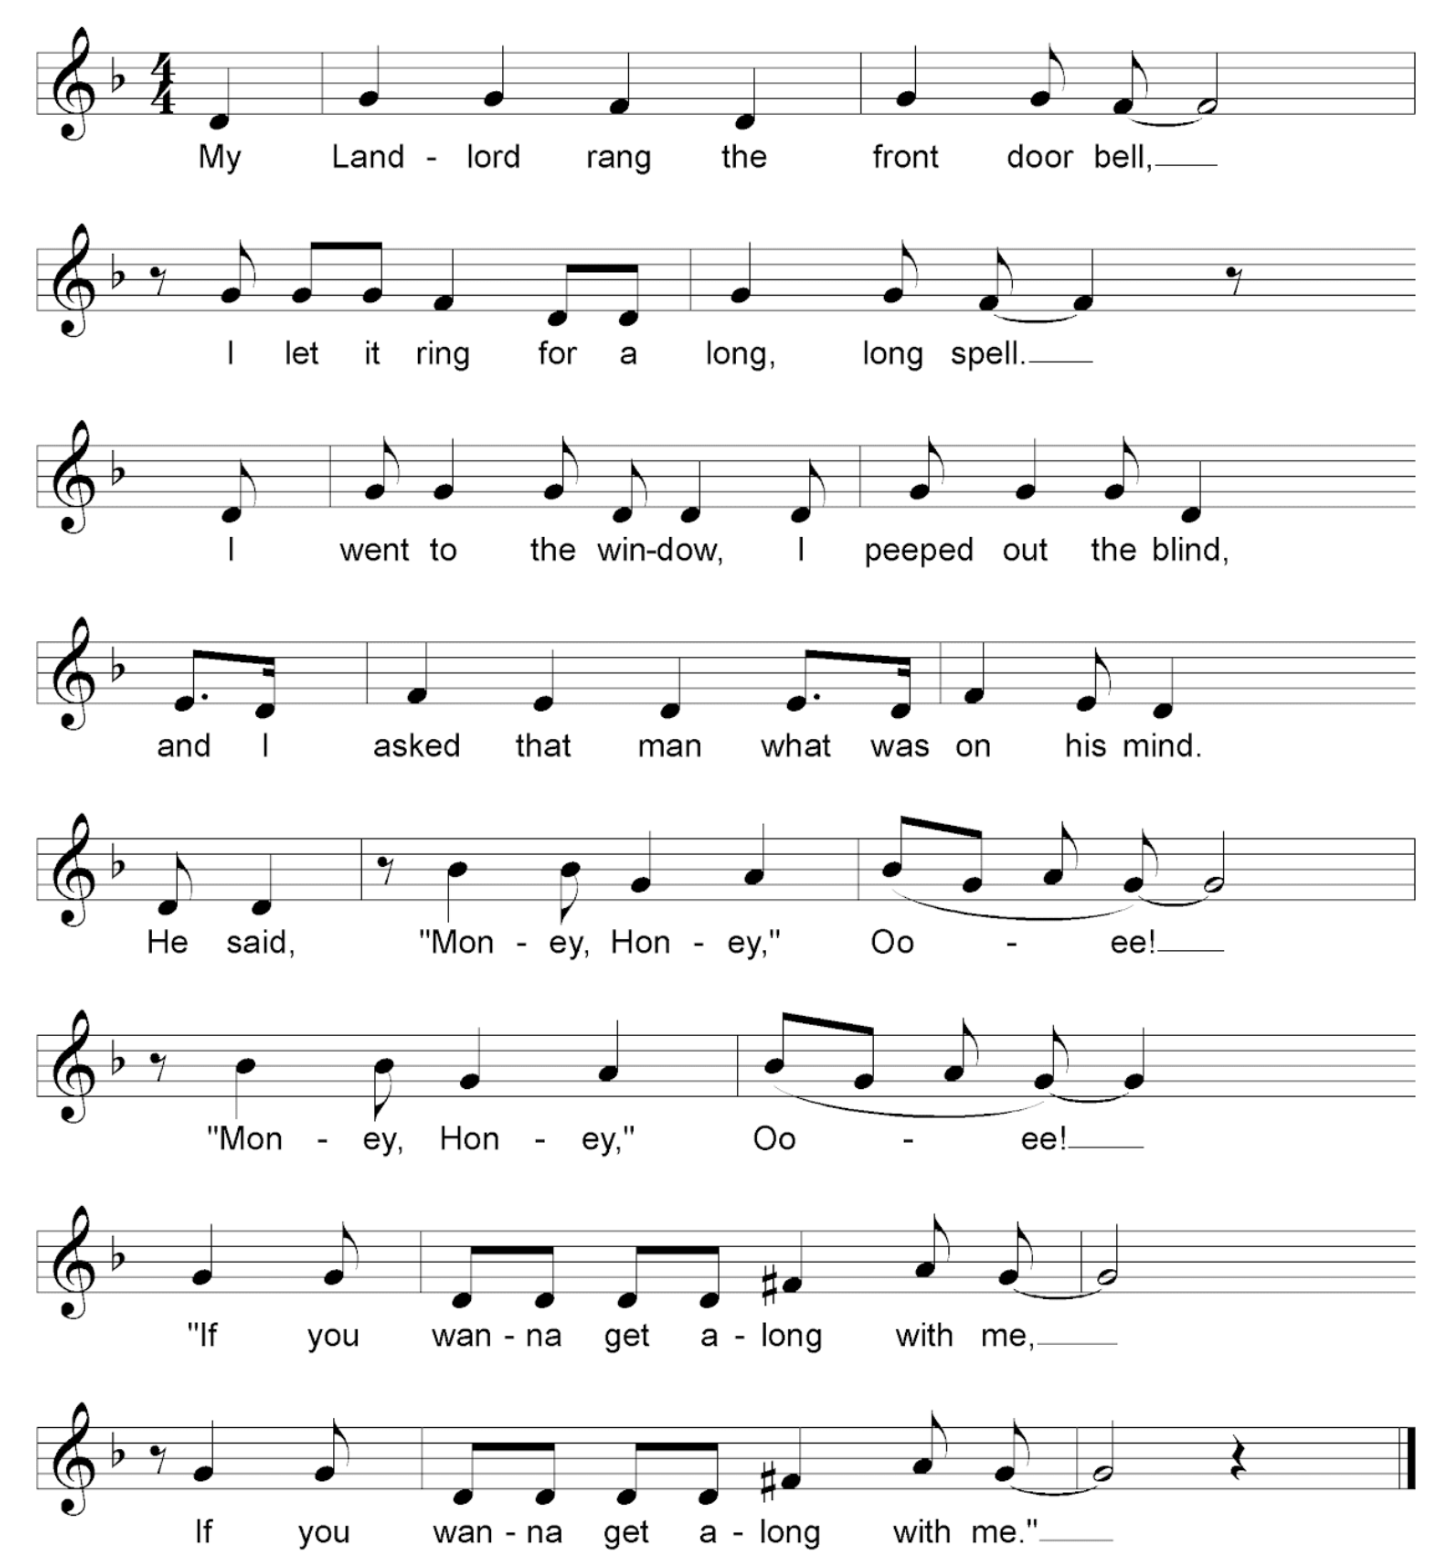 My Land - lord rang the front door bell,
I let it ring for a long, long spell.
I went to the win-dow, I peeped out the blind,
and I asked that man what was on his mind.
He said, "Mon - ey, Hon - ey," Oo - ee!
"Mon - ey, Hon - ey," Oo - ee!
"If you wan - na get a - long with me,
If you wan - na get a - long with me."